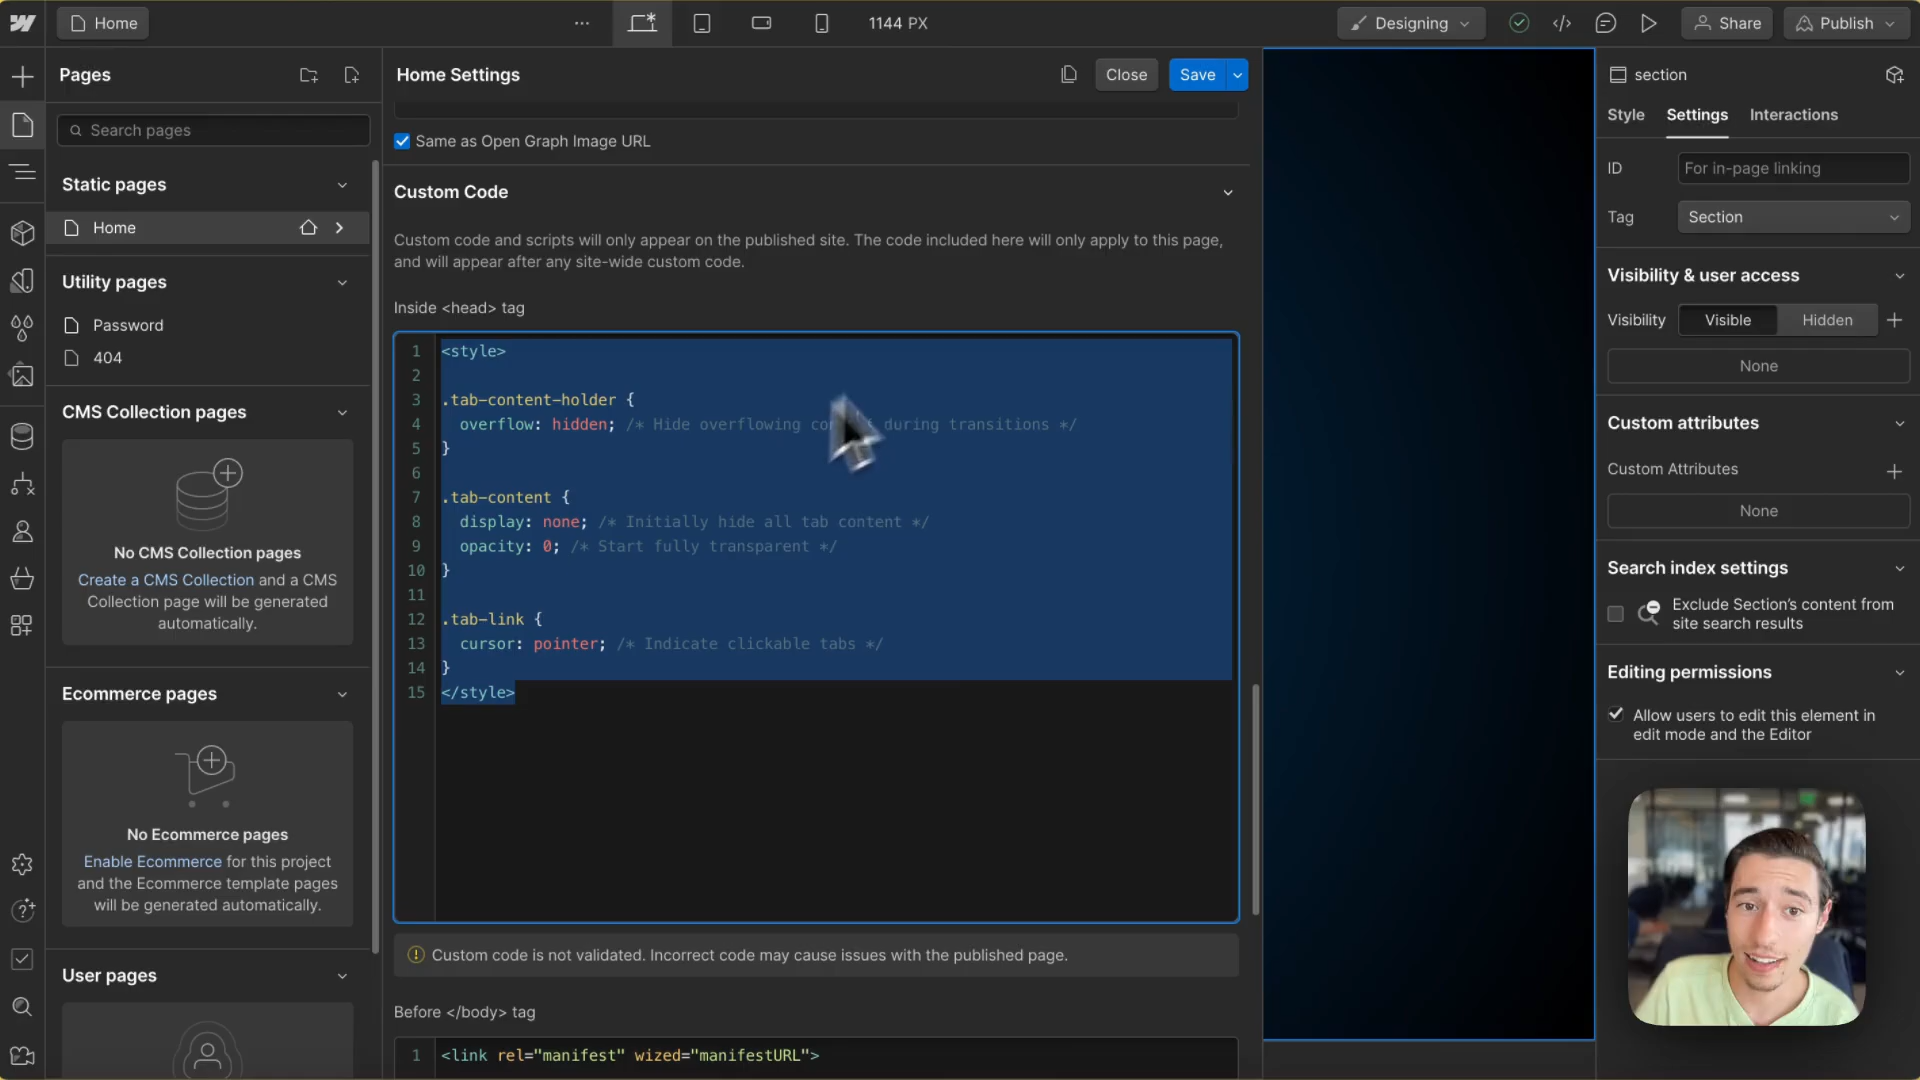 Home
1144 PX
Designing
Share
Publish
Pages
Search pages
Static pages
Home
Utility pages
Password
404
CMS Collection pages
No CMS Collection pages
Create a CMS Collection and a CMS
Collection page will be generated
automatically.
Ecommerce pages
No Ecommerce pages
Enable Ecommerce for this project
and the Ecommerce template pages
will be generated automatically.
User pages
Home Settings
Close
Save
Same as Open Graph Image URL
Custom Code
Custom code and scripts will only appear on the published site. The code included here will only apply to this page,
and will appear after any site-wide custom code.
Inside <head> tag
1 <style>
2
3 .tab-content-holder {
4 overflow: hidden; /* Hide overflowing during transitions */
5 }
6
7 .tab-content {
8 display: none; /* Initially hide all tab content */
9 opacity: 0; /* Start fully transparent */
10 }
11
12 .tab-link {
13 cursor: pointer; /* Indicate clickable tabs */
14 }
15 </style>
Custom code is not validated. Incorrect code may cause issues with the published page.
Before </body> tag
1 <link rel="manifest" wized="manifestURL">
section
Style Settings Interactions
ID For in-page linking
Tag Section
Visibility & user access
Visibility Visible Hidden
None
Custom attributes
Custom Attributes
None
Search index settings
Exclude Section's content from
site search results
Editing permissions
Allow users to edit this element in
edit mode and the Editor